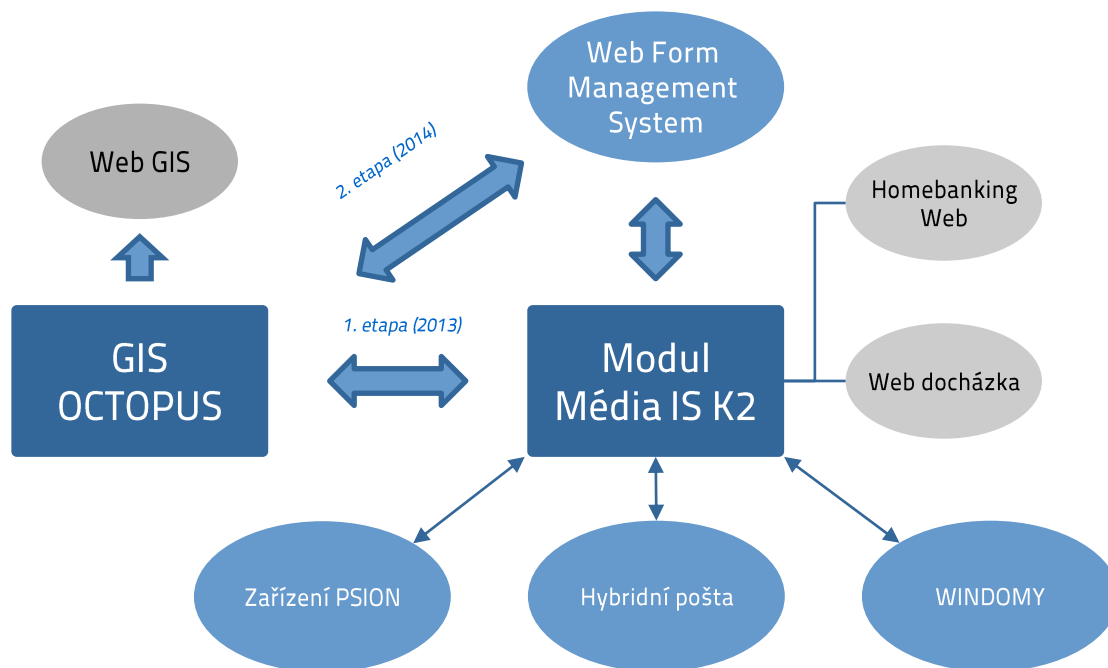 Web Form
Management
System
2. etapa (2014)
Web GIS
Homebanking
Web
1. etapa (2013)
GIS
OCTOPUS
Modul
Média IS K2
Web docházka
Zařízení PSION
Hybridní pošta
WINDOMY